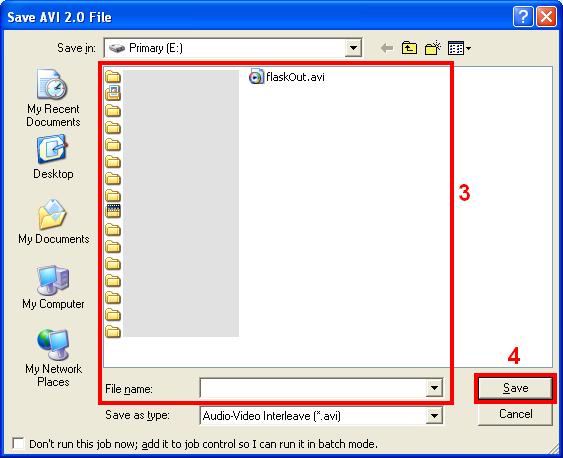 Save AVI 2.0 File
Save in: Primary (E:)
flaskOut.avi
My Recent
Documents
Desktop
My Documents
My Computer
My Network
Places
3
4
File name:
Save
Save as type: Audio-Video Interleave (*.avi)
Cancel
Don't run this job now; add it to job control so I can run it in batch mode.